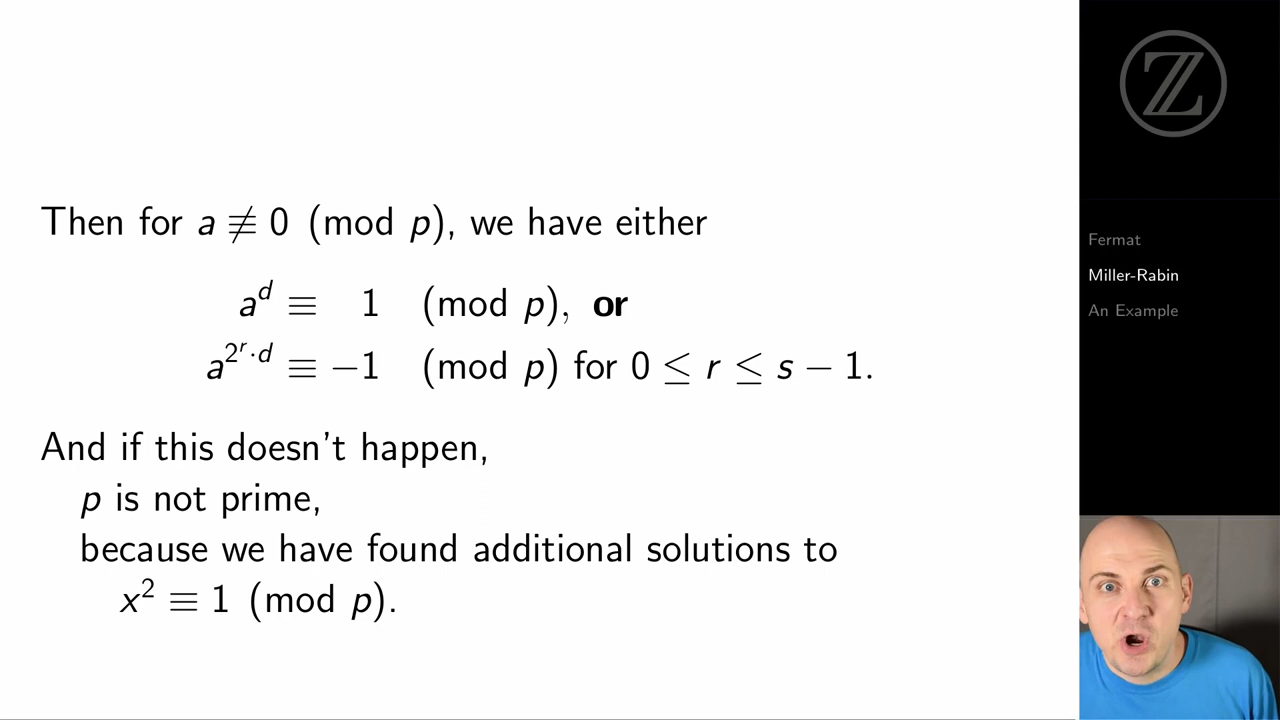 Then for a ≢ 0 (mod p), we have either
a^d ≡ 1 (mod p), or
a^{2^r·d} ≡ −1 (mod p) for 0 ≤ r ≤ s − 1.
And if this doesn't happen,
p is not prime,
because we have found additional solutions to
x² ≡ 1 (mod p).
ℤ
Fermat
Miller-Rabin
An Example